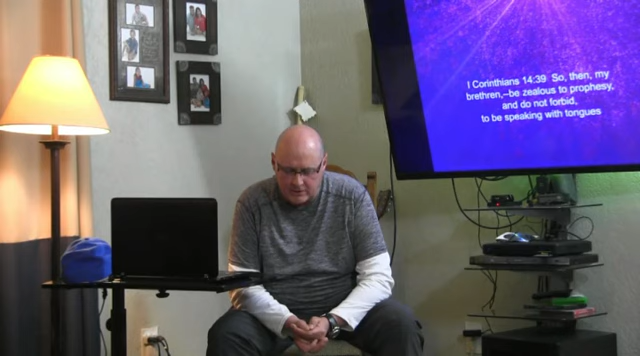 I Corinthians 14:39 So, then, my
brethren,--be zealous to prophesy,
and do not forbid,
to be speaking with tongues